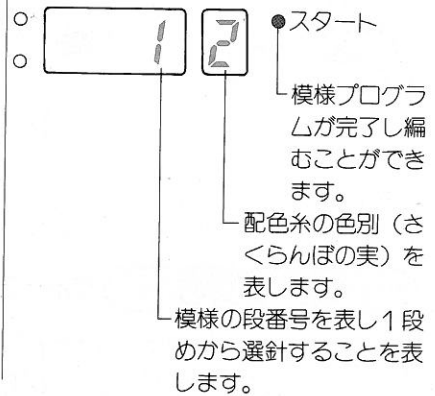 1 2 ●スタート
模様プログラ
ムが完了し編
むことができ
ます。
配色糸の色別（さ
くらんぼの実）を
表します。
模様の段番号を表し1段
めから選針することを表
します。